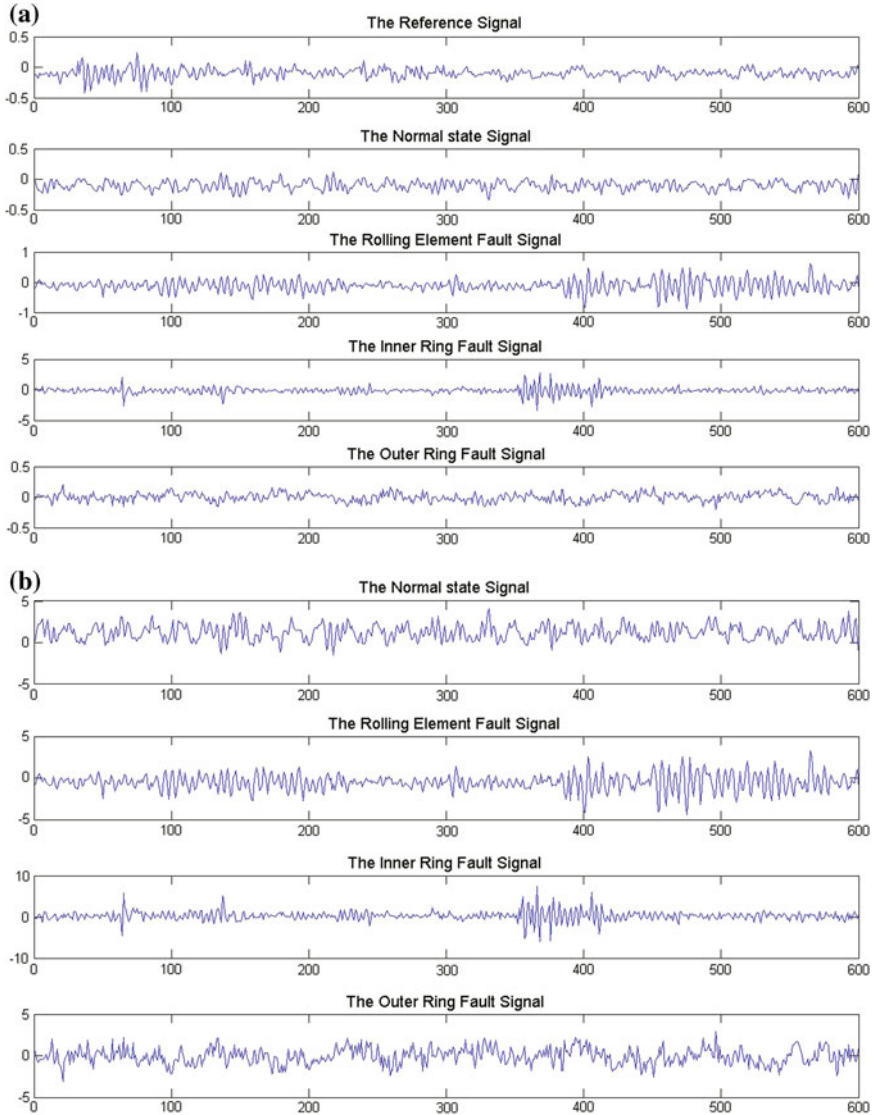 (a)
The Reference Signal
0.5
0
-0.5
0 100 200 300 400 500 600
The Normal state Signal
0.5
0
-0.5
0 100 200 300 400 500 600
The Rolling Element Fault Signal
1
0
-1
0 100 200 300 400 500 600
The Inner Ring Fault Signal
5
0
-5
0 100 200 300 400 500 600
The Outer Ring Fault Signal
0.5
0
-0.5
0 100 200 300 400 500 600
(b)
The Normal state Signal
5
0
-5
0 100 200 300 400 500 600
The Rolling Element Fault Signal
5
0
-5
0 100 200 300 400 500 600
The Inner Ring Fault Signal
10
0
-10
0 100 200 300 400 500 600
The Outer Ring Fault Signal
5
0
-5
0 100 200 300 400 500 600